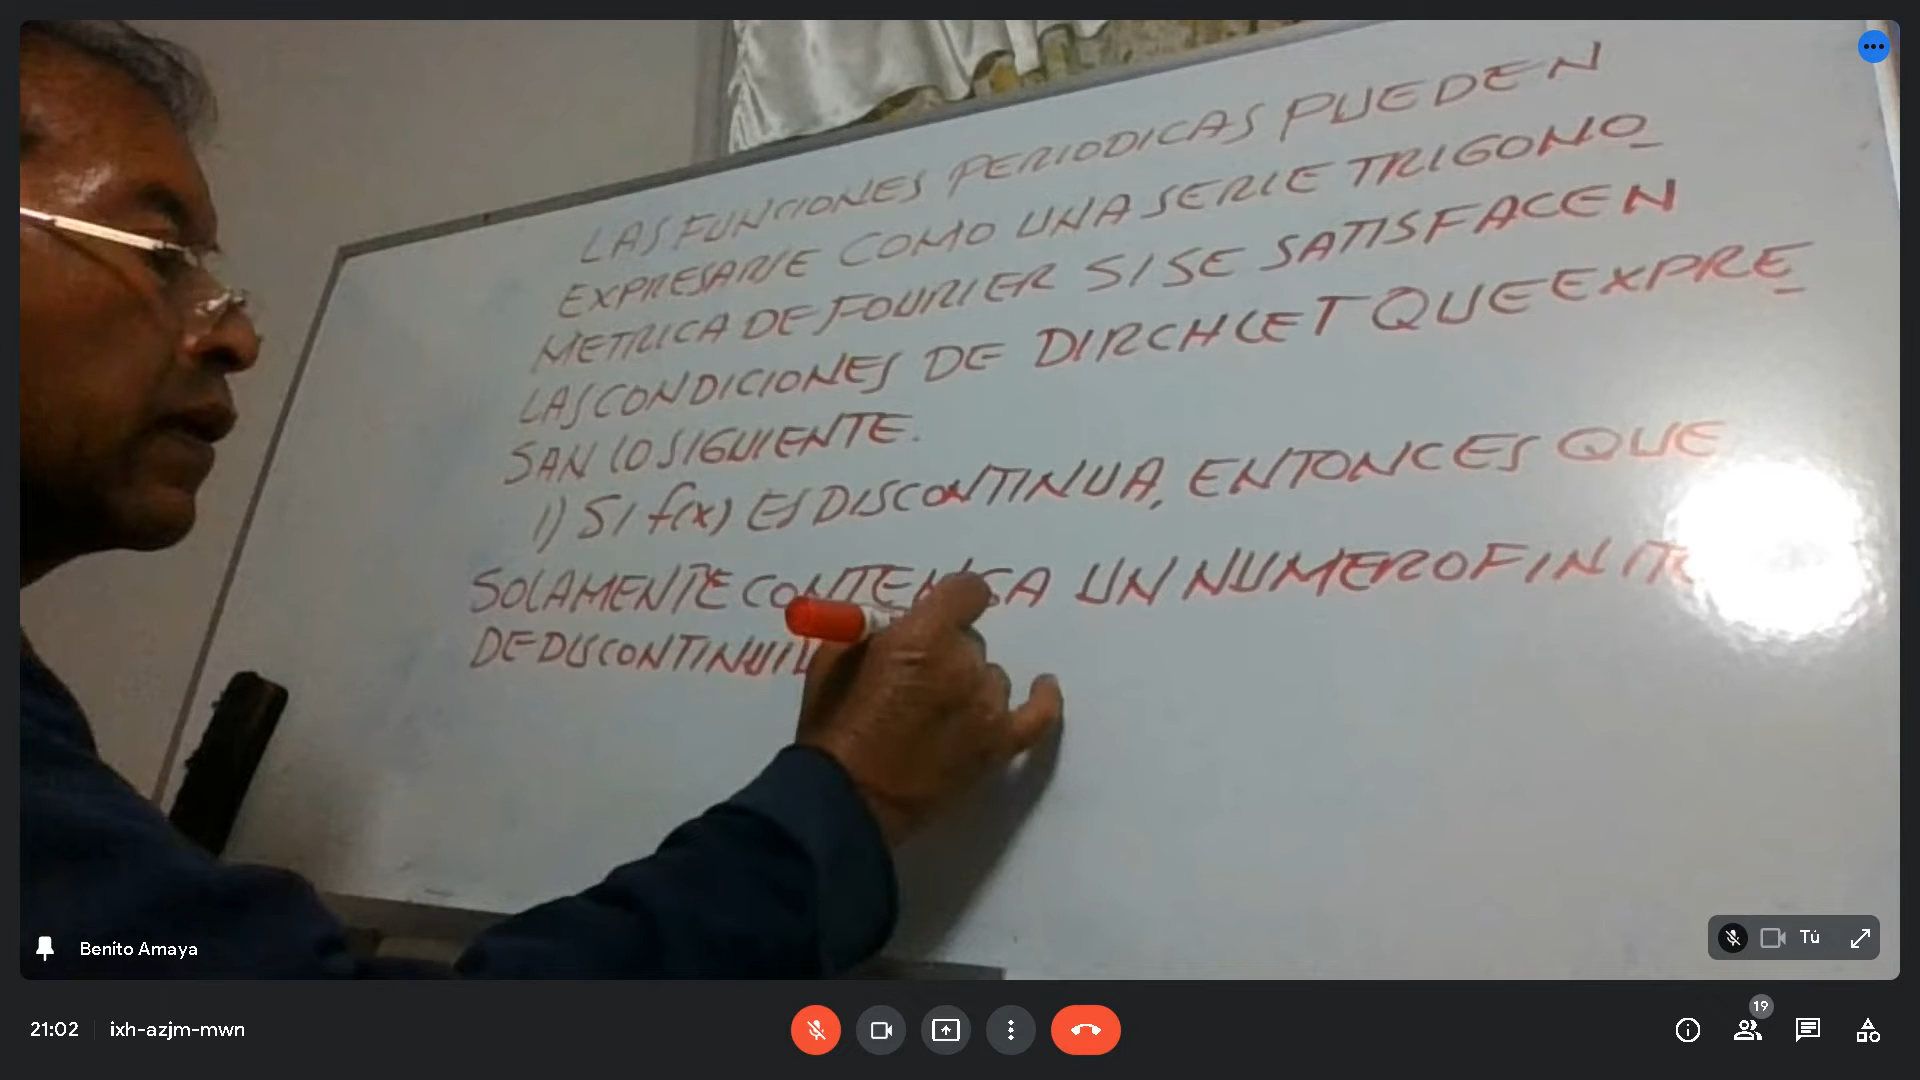 LAS FUNCIONES PERIODICAS PUEDEN
EXPRESARSE COMO UNA SERIE TRIGONO_
METRICA DE FOURIER SI SE SATISFACEN
LAS CONDICIONES DE DIRCHLET QUE EXPRE_
SAN LO SIGUIENTE.
1) SI f(x) ES DISCONTINUA, ENTONCES QUE
SOLAMENTE CONTENGA UN NUMERO FINITO
Benito Amaya
Tú
21:02 ixh-azjm-mwn
19